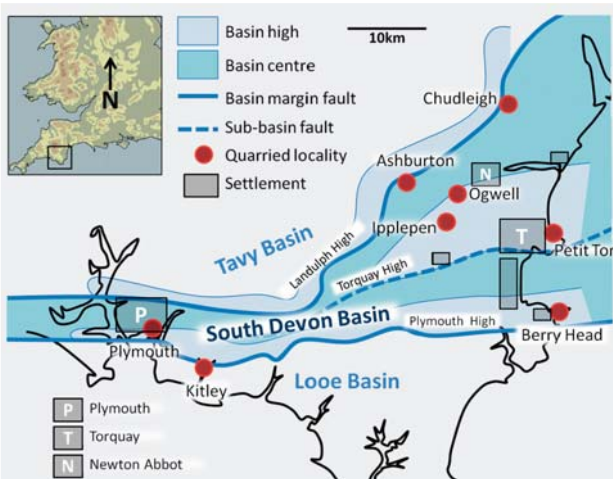 N
Basin high
Basin centre
Basin margin fault
Sub-basin fault
Quarried locality
Settlement
10km
Chudleigh
Ashburton
N
Ogwell
Ipplepen
T
Petit Tor
Tavy Basin
Landulph High
Torquay High
P
South Devon Basin
Plymouth High
Plymouth
Berry Head
Kitley
Looe Basin
P Plymouth
T Torquay
N Newton Abbot